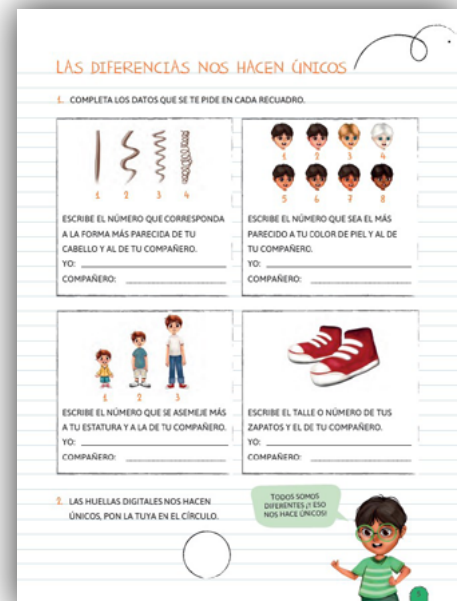 LAS DIFERENCIAS NOS HACEN ÚNICOS
1. COMPLETA LOS DATOS QUE SE TE PIDE EN CADA RECUADRO.
1 2 3 4
ESCRIBE EL NÚMERO QUE CORRESPONDA
A LA FORMA MÁS PARECIDA DE TU
CABELLO Y AL DE TU COMPAÑERO.
YO:
COMPAÑERO:
1 2 3 4
5 6 7 8
ESCRIBE EL NÚMERO QUE SEA EL MÁS
PARECIDO A TU COLOR DE PIEL Y AL DE
TU COMPAÑERO.
YO:
COMPAÑERO:
1 2 3
ESCRIBE EL NÚMERO QUE SE ASEMEJE MÁS
A TU ESTATURA Y A LA DE TU COMPAÑERO.
YO:
COMPAÑERO:
ESCRIBE EL TALLE O NÚMERO DE TUS
ZAPATOS Y EL DE TU COMPAÑERO.
YO:
COMPAÑERO:
2. LAS HUELLAS DIGITALES NOS HACEN
ÚNICOS, PON LA TUYA EN EL CÍRCULO.
TODOS SOMOS
DIFERENTES ¡Y ESO
NOS HACE ÚNICOS!